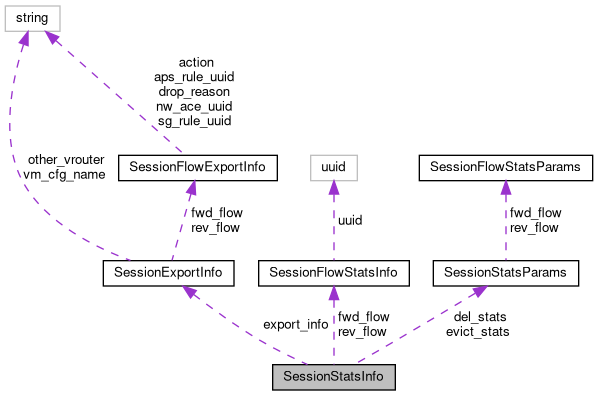 string
action
aps_rule_uuid
drop_reason
nw_ace_uuid
sg_rule_uuid
other_vrouter
vm_cfg_name
SessionFlowExportInfo
uuid
SessionFlowStatsParams
fwd_flow
rev_flow
uuid
fwd_flow
rev_flow
SessionExportInfo
SessionFlowStatsInfo
SessionStatsParams
export_info
fwd_flow
rev_flow
del_stats
evict_stats
SessionStatsInfo